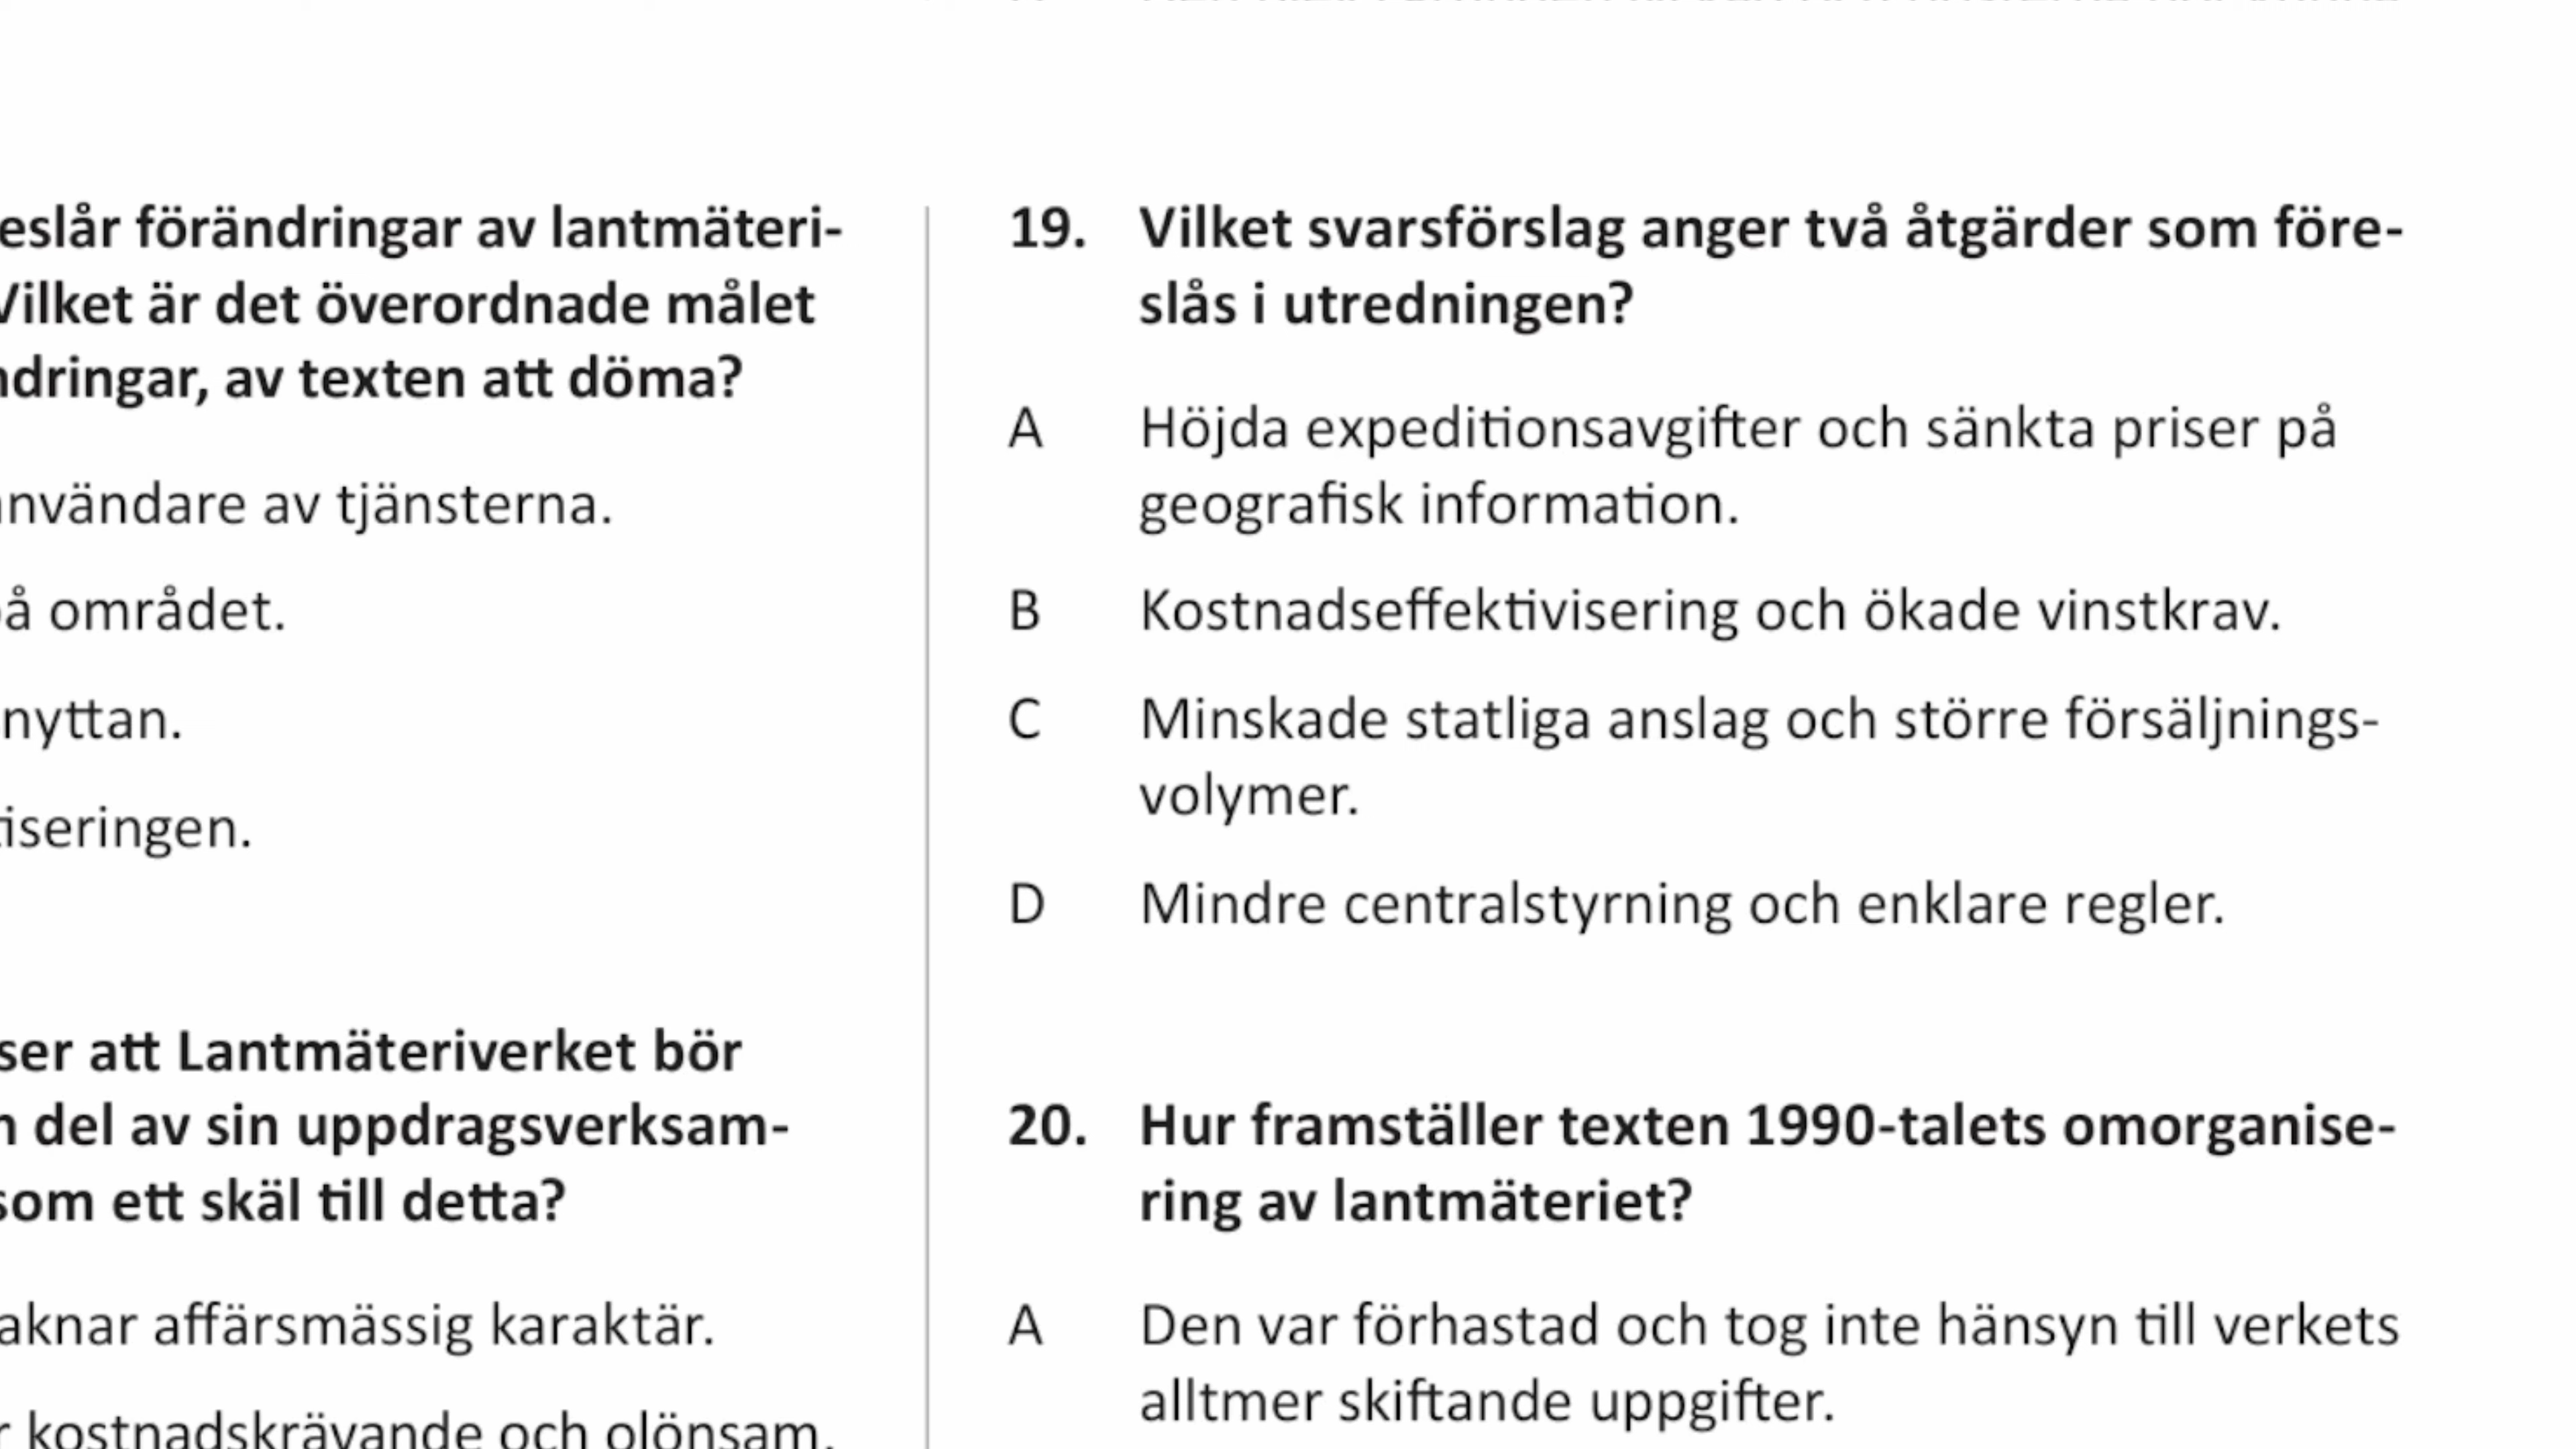 eslår förändringar av lantmäteri-
Vilket är det överordnade målet
ndringar, av texten att döma?
användare av tjänsterna.
på området.
nyttan.
tiseringen.
ser att Lantmäteriverket bör
n del av sin uppdragsverksam-
som ett skäl till detta?
aknar affärsmässig karaktär.
r kostnadskrävande och olönsam.
19. Vilket svarsförslag anger två åtgärder som före-
slås i utredningen?
A Höjda expeditionsavgifter och sänkta priser på
geografisk information.
B Kostnadseffektivisering och ökade vinstkrav.
C Minskade statliga anslag och större försäljnings-
volymer.
D Mindre centralstyrning och enklare regler.
20. Hur framställer texten 1990-talets omorganise-
ring av lantmäteriet?
A Den var förhastad och tog inte hänsyn till verkets
alltmer skiftande uppgifter.